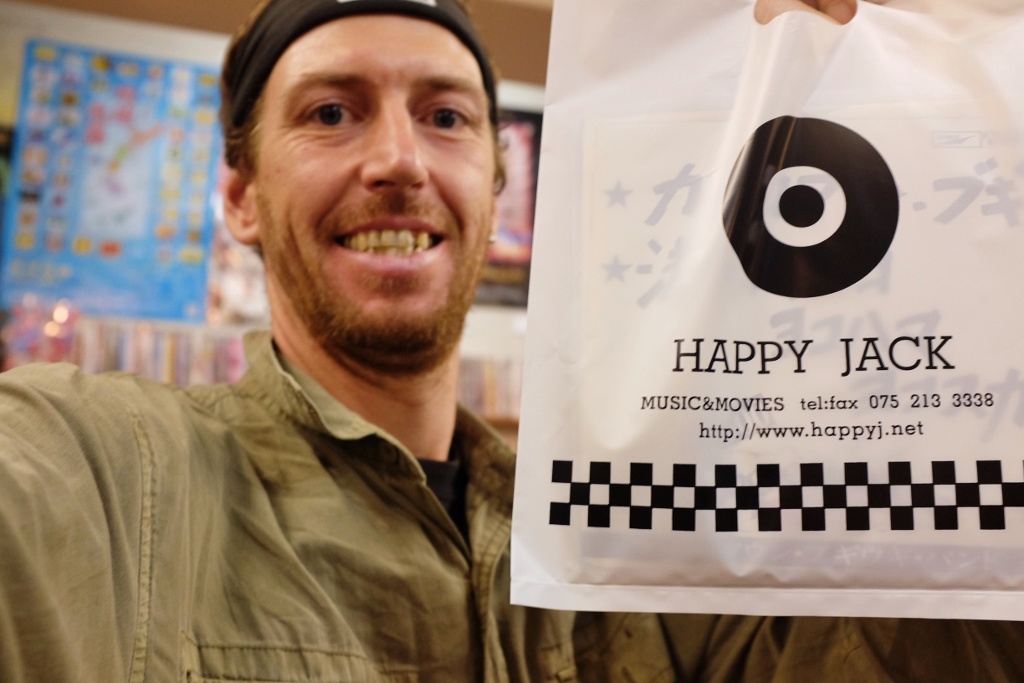 HAPPY JACK
MUSIC&MOVIES tel:fax 075 213 3338
http://www.happyj.net